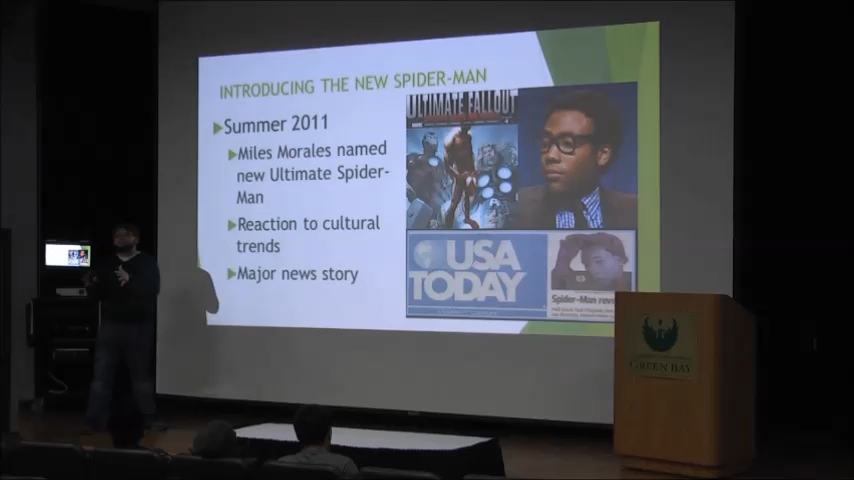 INTRODUCING THE NEW SPIDER-MAN
Summer 2011
Miles Morales named
new Ultimate Spider-
Man
Reaction to cultural
trends
Major news story
ULTIMATE FALLOUT
USA
TODAY
Spider-Man reve
GREEN BAY